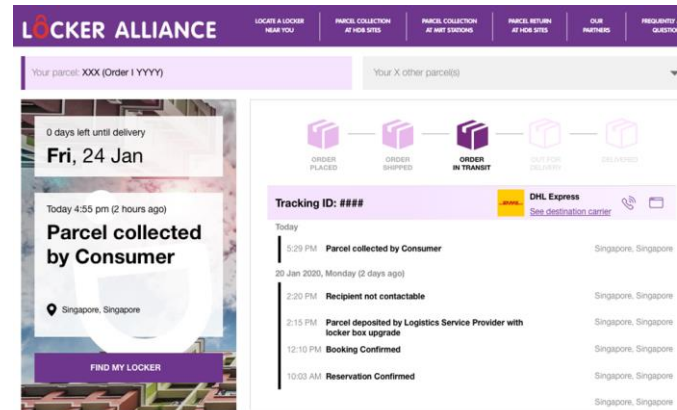 LOCKER ALLIANCE
LOCATE A LOCKER
NEAR YOU
PARCEL COLLECTION
AT HDB SITES
PARCEL COLLECTION
AT MRT STATIONS
PARCEL RETURN
AT HDB SITES
OUR
PARTNERS
FREQUENTLY
QUESTIO
Your parcel: XXX (Order I YYYY)
Your X other parcel(s)
0 days left until delivery
Fri, 24 Jan
Today 4:55 pm (2 hours ago)
Parcel collected
by Consumer
Singapore, Singapore
FIND MY LOCKER
ORDER
PLACED
ORDER
SHIPPED
ORDER
IN TRANSIT
OUT FOR
DELIVERY
DELIVERED
Tracking ID: ####
DHL Express
See destination carrier
Today
5:29 PM Parcel collected by Consumer Singapore, Singapore
20 Jan 2020, Monday (2 days ago)
2:20 PM Recipient not contactable Singapore, Singapore
2:15 PM Parcel deposited by Logistics Service Provider with Singapore, Singapore
locker box upgrade
12:10 PM Booking Confirmed Singapore, Singapore
10:03 AM Reservation Confirmed Singapore, Singapore
Singapore, Singapore